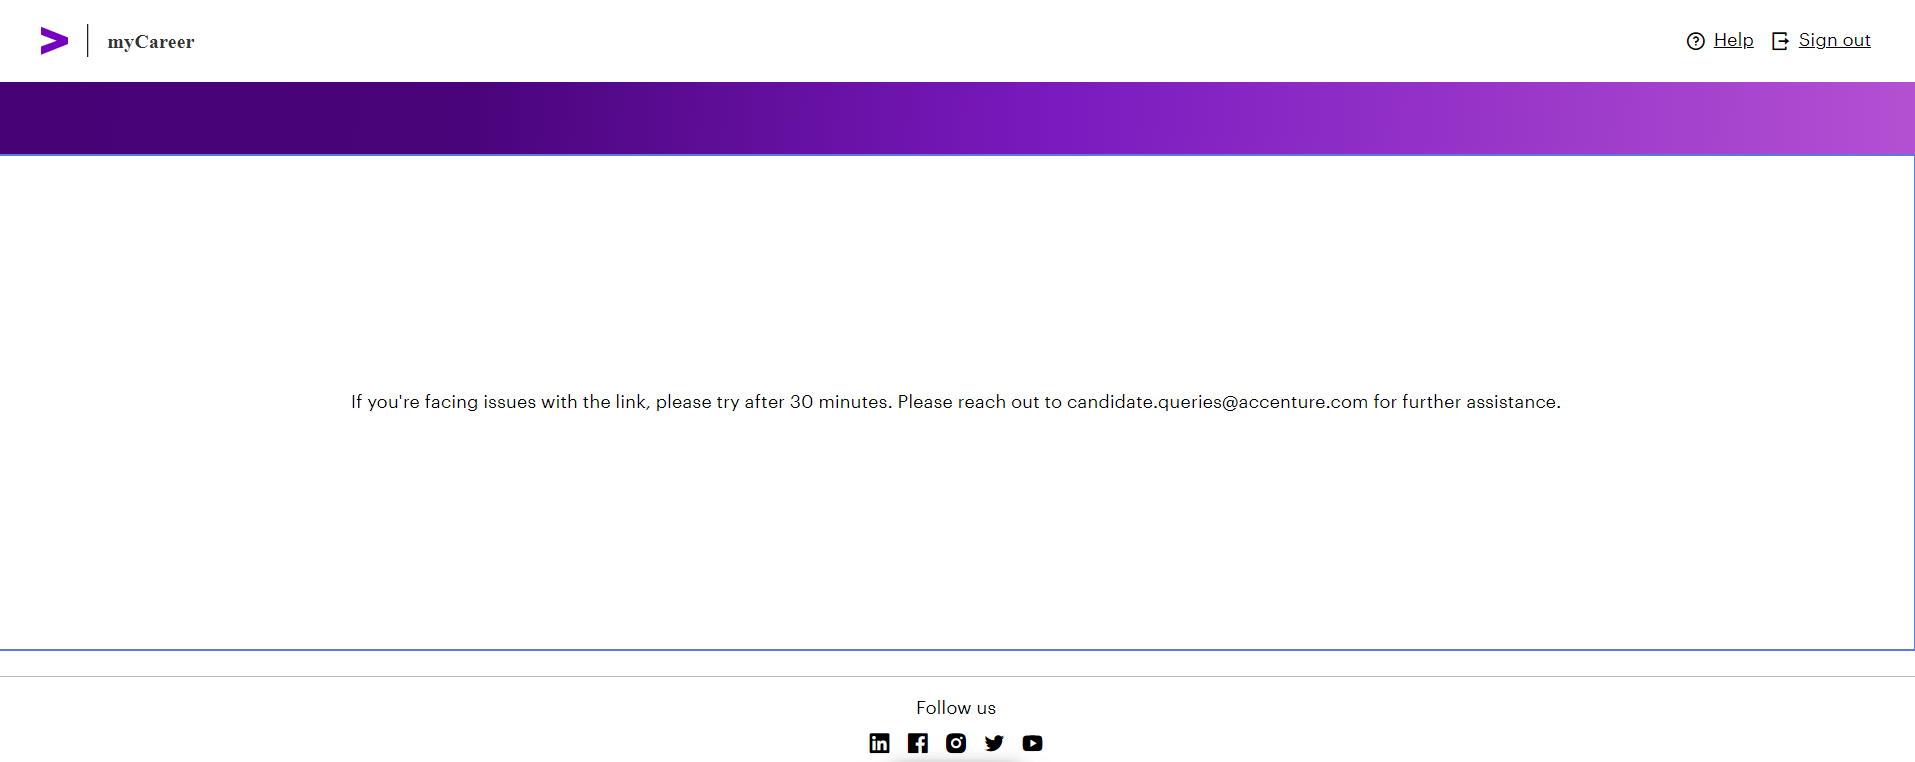 myCareer
Help
Sign out
If you're facing issues with the link, please try after 30 minutes. Please reach out to candidate.queries@accenture.com for further assistance.
Follow us